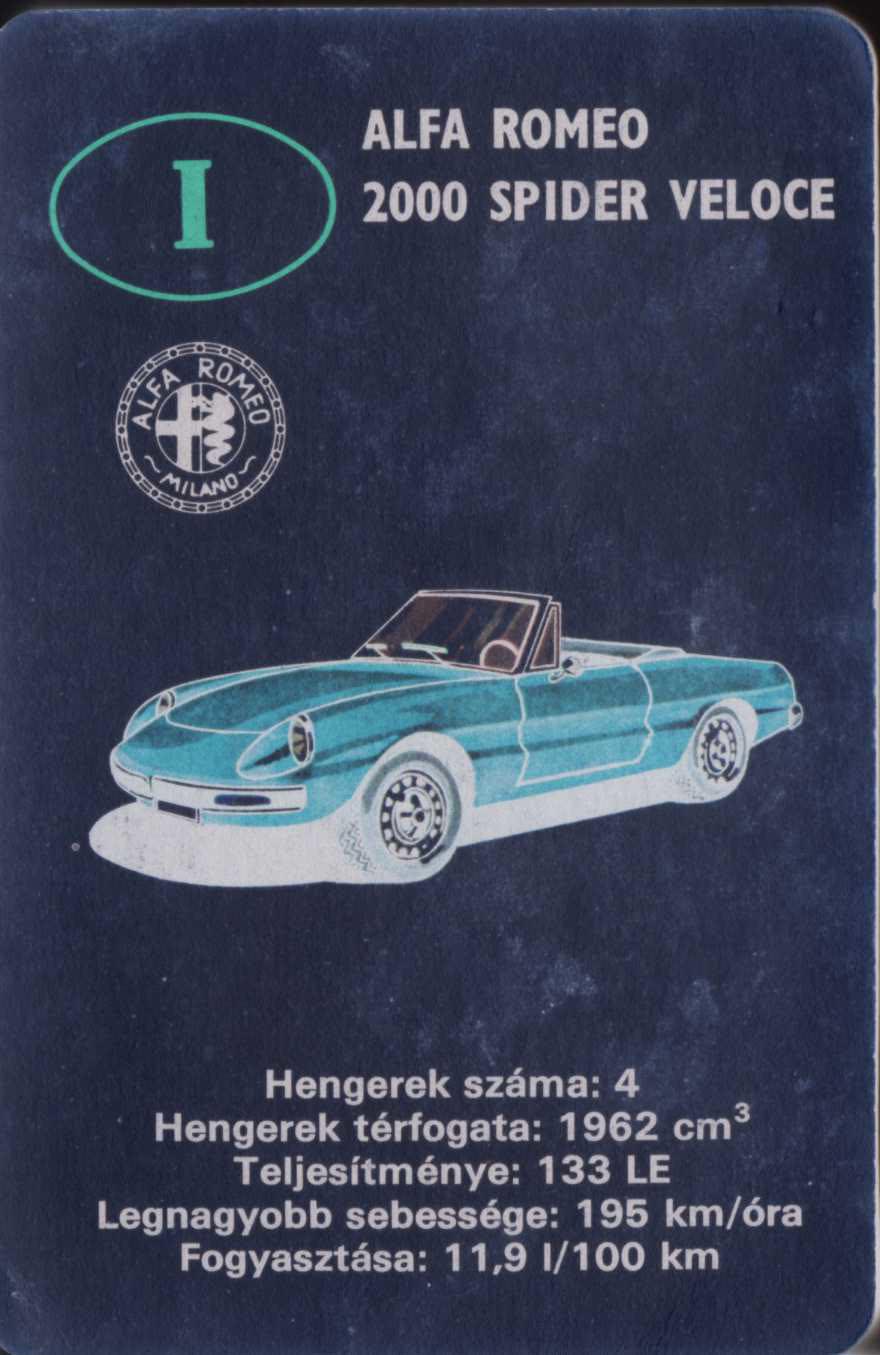 I
ALFA ROMEO
2000 SPIDER VELOCE
ALFA ROMEO
MILANO
Hengerek száma: 4
Hengerek térfogata: 1962 cm³
Teljesítménye: 133 LE
Legnagyobb sebessége: 195 km/óra
Fogyasztása: 11,9 l/100 km